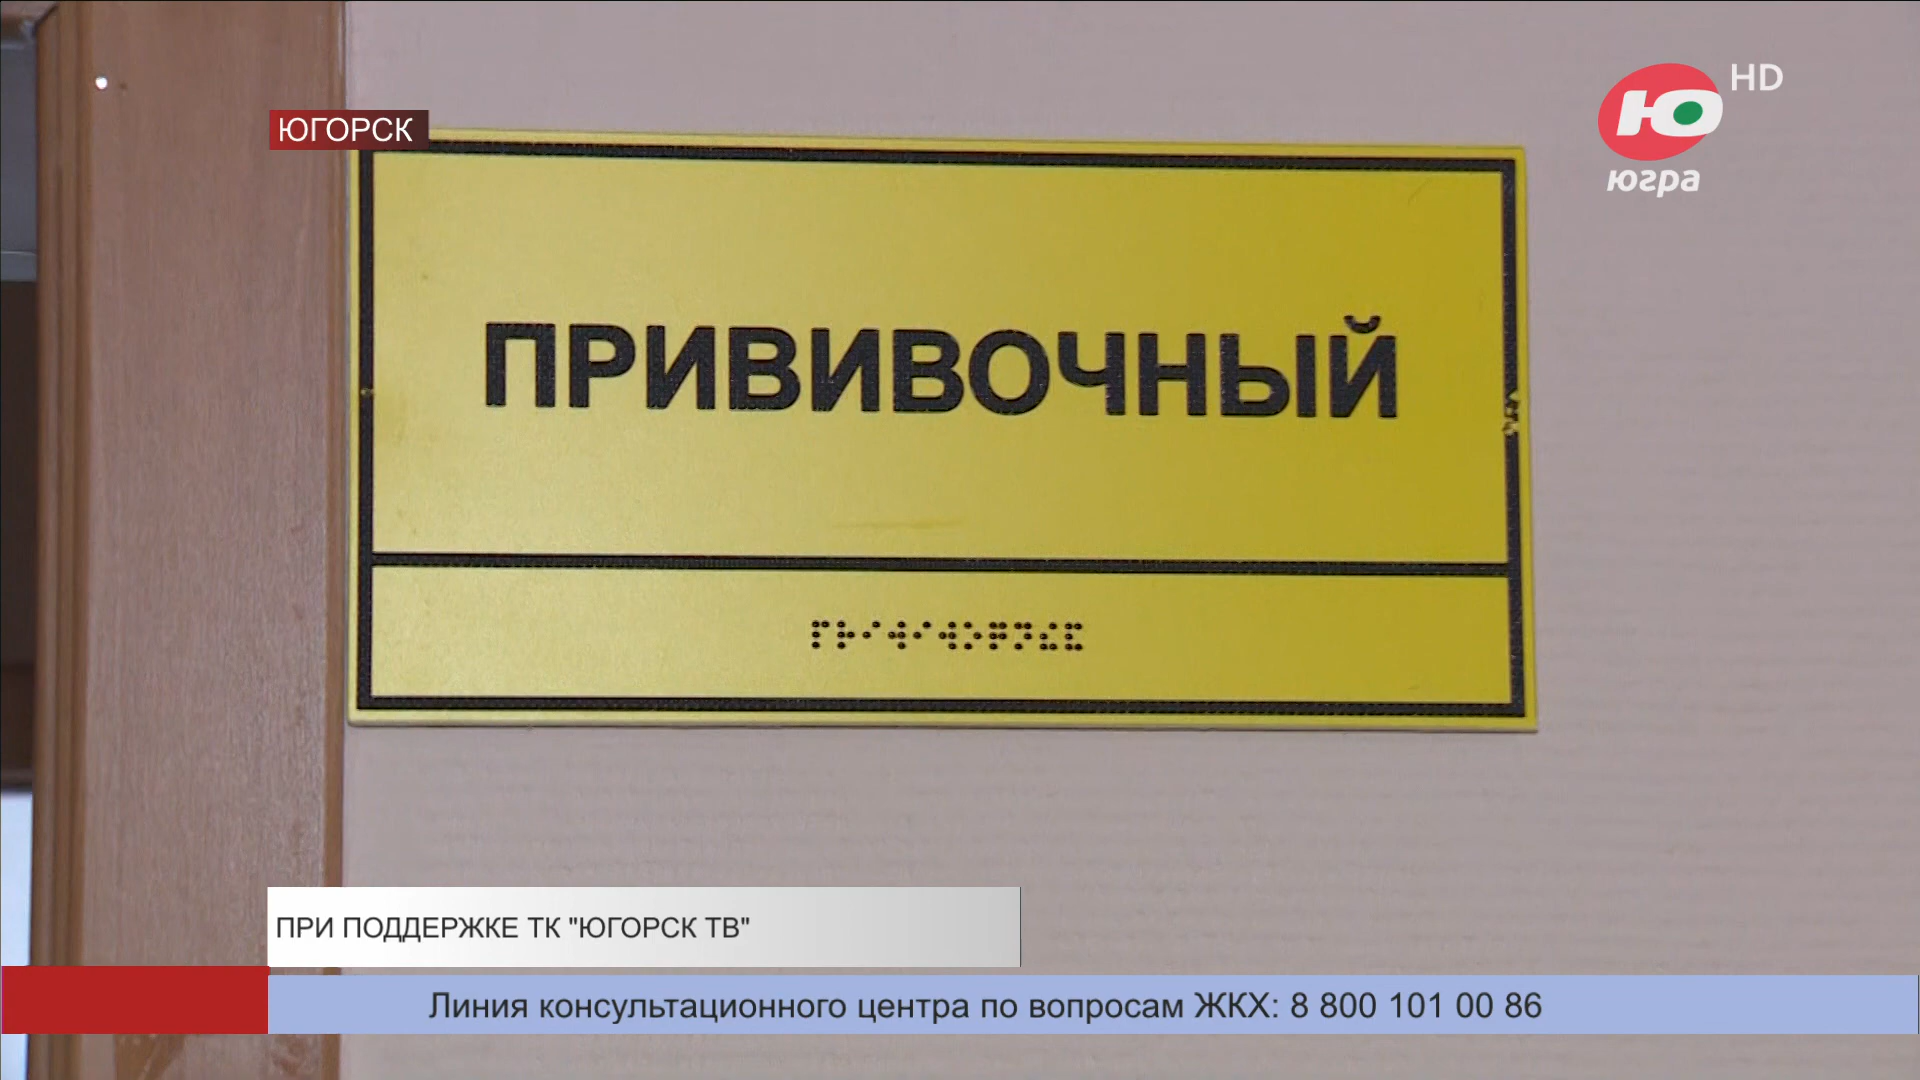 HD
ЮГОРСК
Ю
югра
ПРИВИВОЧНЫЙ
⠏⠗⠊⠺⠊⠺⠕⠟⠝⠮⠯
ПРИ ПОДДЕРЖКЕ ТК "ЮГОРСК ТВ"
Линия консультационного центра по вопросам ЖКХ: 8 800 101 00 86